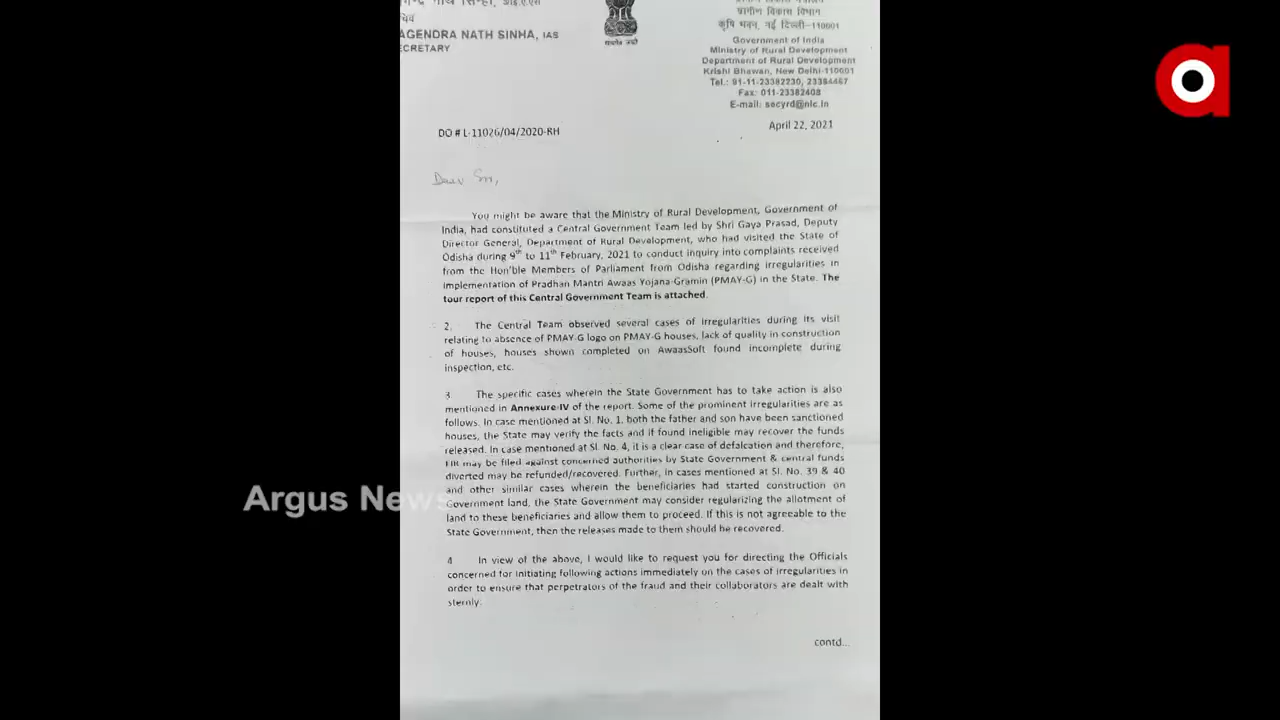 AGENDRA NATH SINHA, IAS
ECRETARY
सत्यमेव जयते
ग्रामीण विकास विभाग
कृषि भवन, नई दिल्ली-110001
Government of India
Ministry of Rural Development
Department of Rural Development
Krishi Bhawan, New Delhi-110001
Tel.: 91-11-23382230, 23384467
Fax: 011-23382408
E-mail: secyrd@nic.in
DO # L-11026/04/2020-RH
April 22, 2021
Dear Sir,
You might be aware that the Ministry of Rural Development, Government of
India, had constituted a Central Government Team led by Shri Gaya Prasad, Deputy
Director General, Department of Rural Development, who had visited the State of
Odisha during 9th to 11th February, 2021 to conduct inquiry into complaints received
from the Hon'ble Members of Parliament from Odisha regarding irregularities in
implementation of Pradhan Mantri Awaas Yojana-Gramin (PMAY-G) in the State. The
tour report of this Central Government Team is attached.
2. The Central Team observed several cases of irregularities during its visit
relating to absence of PMAY-G logo on PMAY-G houses, lack of quality in construction
of houses, houses shown completed on AwaasSoft found incomplete during
inspection, etc.
3 The specific cases wherein the State Government has to take action is also
mentioned in Annexure-IV of the report. Some of the prominent irregularities are as
follows. In case mentioned at Sl. No. 1, both the father and son have been sanctioned
houses, the State may verify the facts and if found ineligible may recover the funds
released. In case mentioned at Sl. No. 4, it is a clear case of defalcation and therefore,
FIR may be filed against concerned authorities by State Government & central funds
diverted may be refunded/recovered. Further, in cases mentioned at Sl. No. 39 & 40
and other similar cases wherein the beneficiaries had started construction on
Government land, the State Government may consider regularizing the allotment of
land to these beneficiaries and allow them to proceed. If this is not agreeable to the
State Government, then the releases made to them should be recovered.
4 In view of the above, I would like to request you for directing the Officials
concerned for initiating following actions immediately on the cases of irregularities in
order to ensure that perpetrators of the fraud and their collaborators are dealt with
sternly:
contd...
Argus News